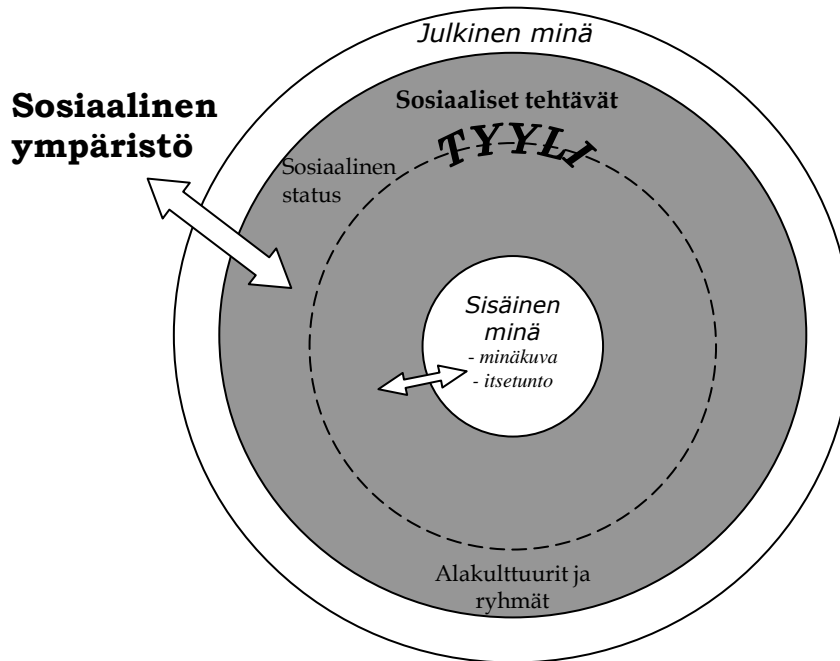 Julkinen minä
Sosiaalinen
ympäristö
Sosiaaliset tehtävät
TYYLI
Sosiaalinen
status
Sisäinen
minä
- minäkuva
- itsetunto
Alakulttuurit ja
ryhmät